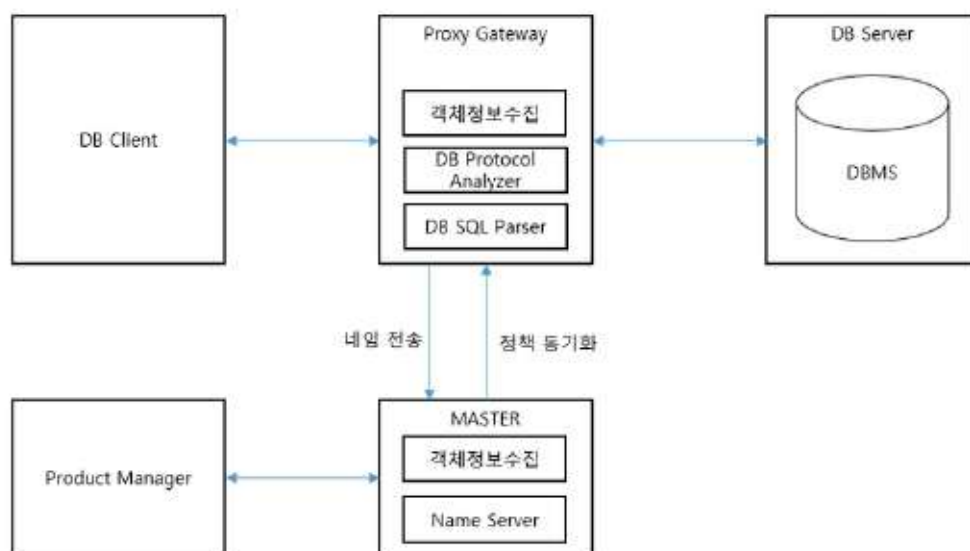 Proxy Gateway
DB Server
객체정보수집
DB Client
DB Protocol
Analyzer
DBMS
DB SQL Parser
네임 전송
정책 동기화
MASTER
객체정보수집
Product Manager
Name Server